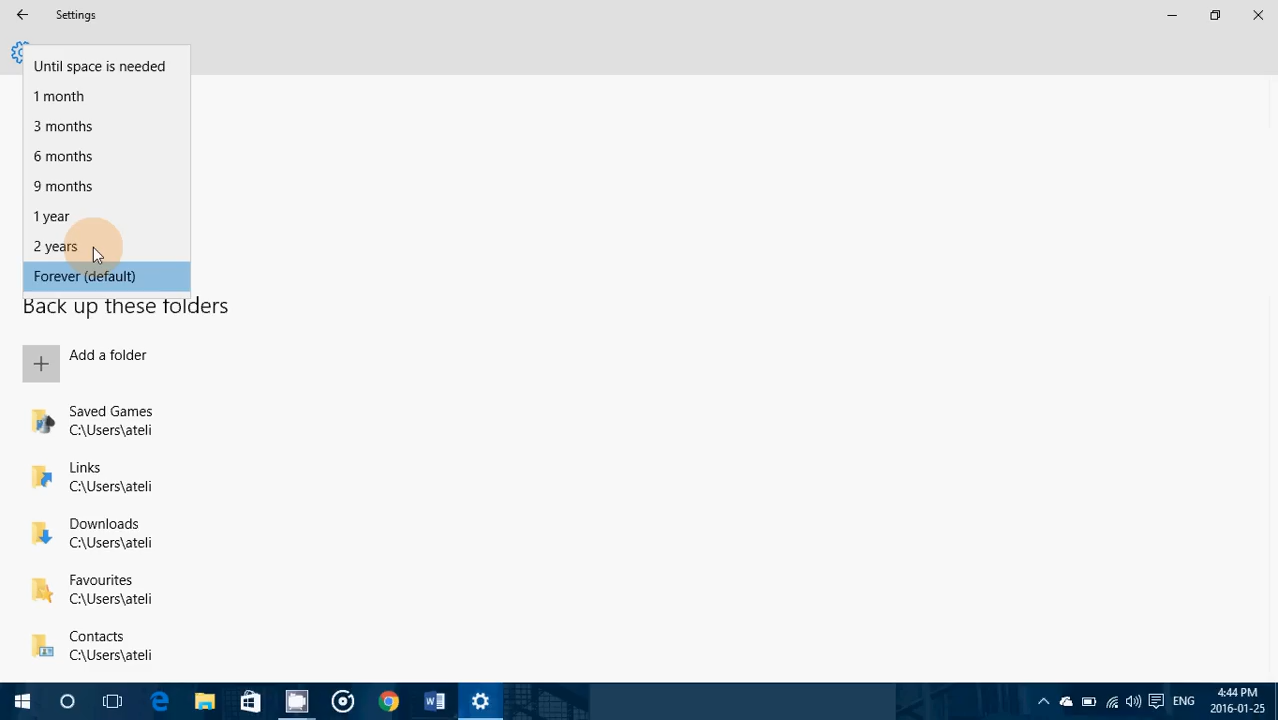 Settings
Until space is needed
1 month
3 months
6 months
9 months
1 year
2 years
Forever (default)
Back up these folders
Add a folder
Saved Games
C:\Users\ateli
Links
C:\Users\ateli
Downloads
C:\Users\ateli
Favourites
C:\Users\ateli
Contacts
C:\Users\ateli
ENG
4:44 PM
2016-01-25